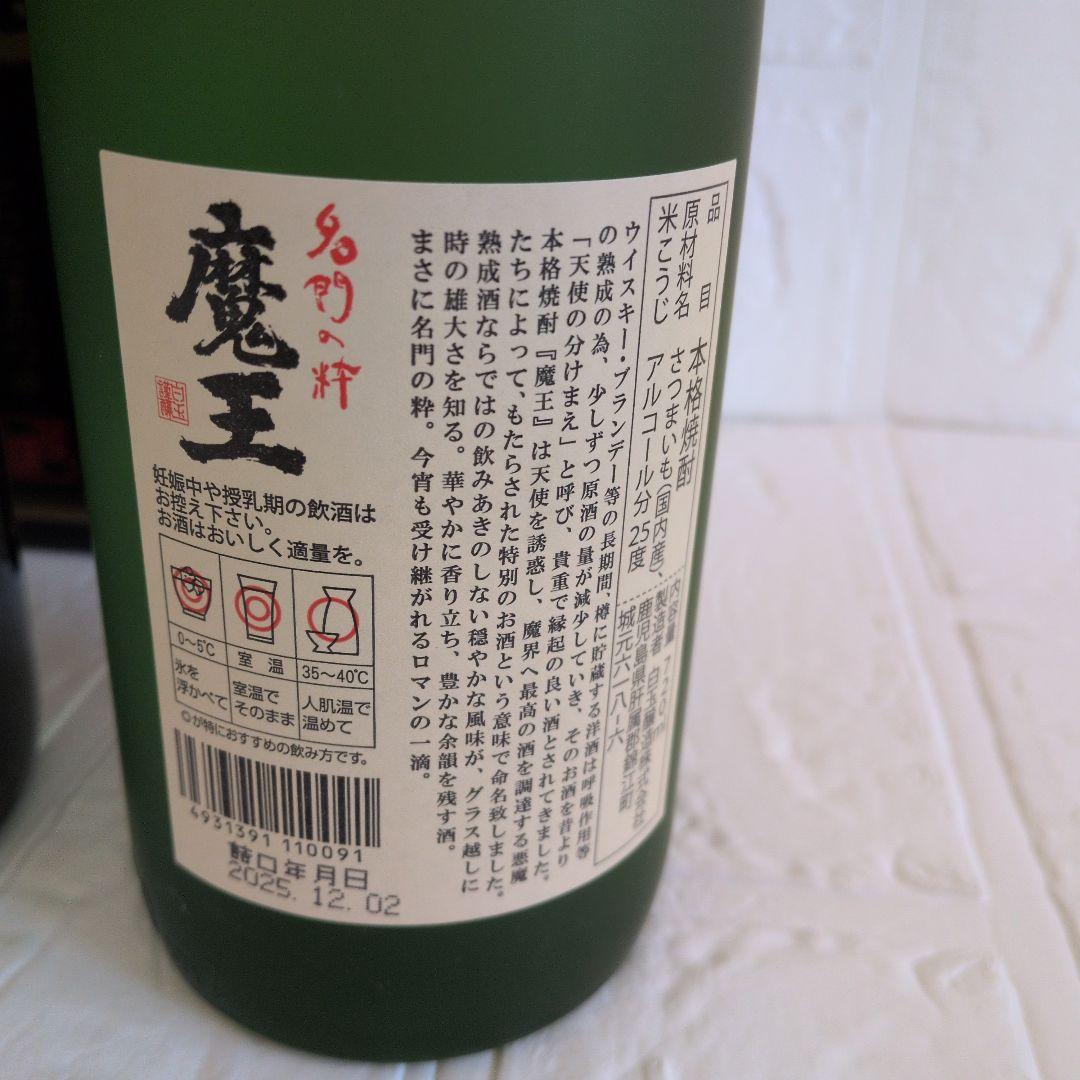 品目 本格焼酎
原材料名 さつまいも(国内産)、
米こうじ アルコール分 25度
内容量 720ml
製造者 白玉醸造株式会社
鹿児島県肝属郡錦江町
城元六一八-六
ウイスキー・ブランデー等の長期間、樽に貯蔵する洋酒は呼吸作用等
の熟成の為、少しずつ原酒の量が減少していき、そのお酒を昔より
「天使の分けまえ」と呼び、貴重で縁起の良い酒とされてきました。
本格焼酎『魔王』は天使を誘惑し、魔界へ最高の酒を調達する悪魔
たちによって、もたらされた特別のお酒という意味で命名致しました。
熟成酒ならではの飲みあきのしない穏やかな風味が、グラス越しに
時の雄大さを知る。華やかに香り立ち、豊かな余韻を残す酒。
まさに名門の粋。今宵も受け継がれるロマンの一滴。
名門の粋
魔王
白玉謹醸
妊娠中や授乳期の飲酒は
お控え下さい。
お酒はおいしく適量を。
0〜5℃ 室温 35〜40℃
氷を浮かべて 室温でそのまま 人肌温で温めて
◎が特におすすめの飲み方です。
4931391 110091
詰口年月日
2025. 12. 02